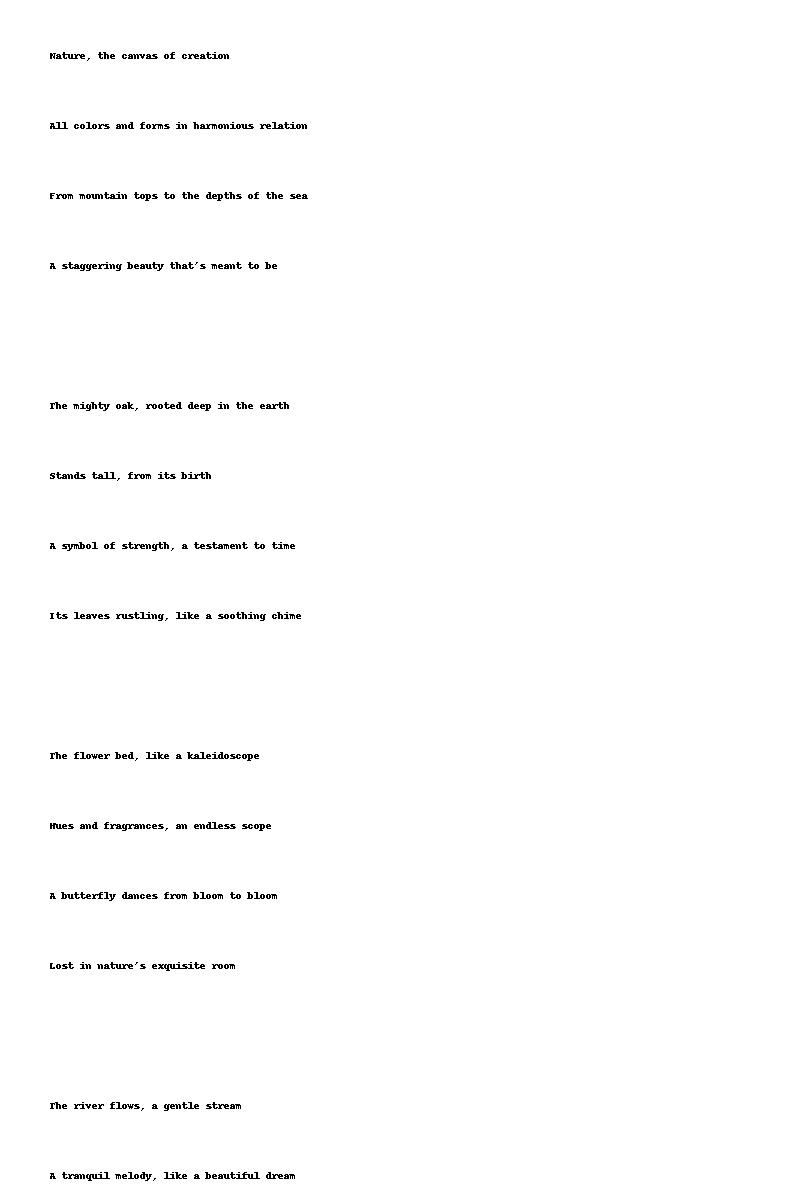 Nature, the canvas of creation
All colors and forms in harmonious relation
From mountain tops to the depths of the sea
A staggering beauty that's meant to be
The mighty oak, rooted deep in the earth
Stands tall, from its birth
A symbol of strength, a testament to time
Its leaves rustling, like a soothing chime
The flower bed, like a kaleidoscope
Hues and fragrances, an endless scope
A butterfly dances from bloom to bloom
Lost in nature's exquisite room
The river flows, a gentle stream
A tranquil melody, like a beautiful dream